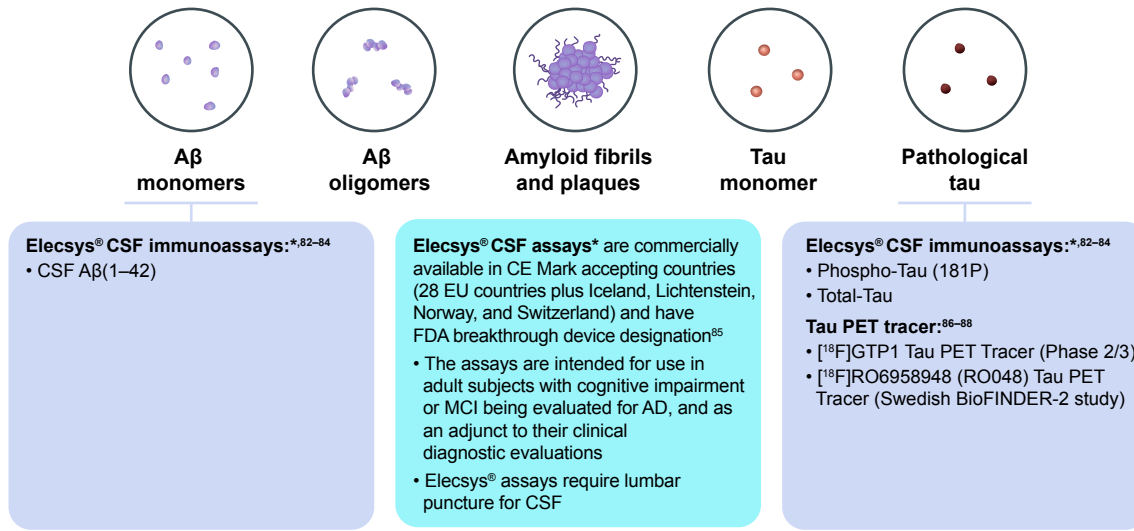 Aβ
monomers
Aβ
oligomers
Amyloid fibrils
and plaques
Tau
monomer
Pathological
tau
Elecsys® CSF immunoassays:*,82–84
• CSF Aβ(1–42)
Elecsys® CSF assays* are commercially
available in CE Mark accepting countries
(28 EU countries plus Iceland, Lichtenstein,
Norway, and Switzerland) and have
FDA breakthrough device designation85
• The assays are intended for use in
adult subjects with cognitive impairment
or MCI being evaluated for AD, and as
an adjunct to their clinical
diagnostic evaluations
• Elecsys® assays require lumbar
puncture for CSF
Elecsys® CSF immunoassays:*,82–84
• Phospho-Tau (181P)
• Total-Tau
Tau PET tracer:86–88
• [18F]GTP1 Tau PET Tracer (Phase 2/3)
• [18F]RO6958948 (RO048) Tau PET
Tracer (Swedish BioFINDER-2 study)